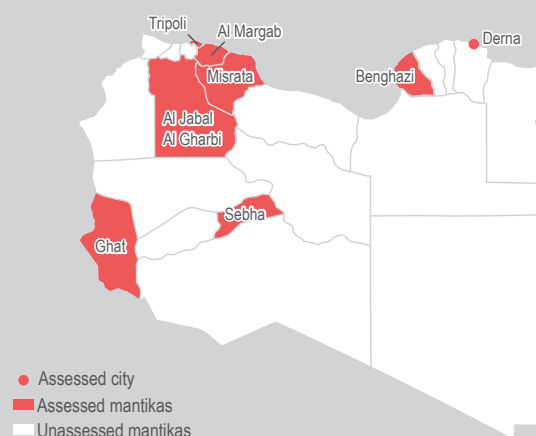 Tripoli
Al Margab
Derna
Misrata
Benghazi
Al Jabal
Al Gharbi
Sebha
Ghat
Assessed city
Assessed mantikas
Unassessed mantikas